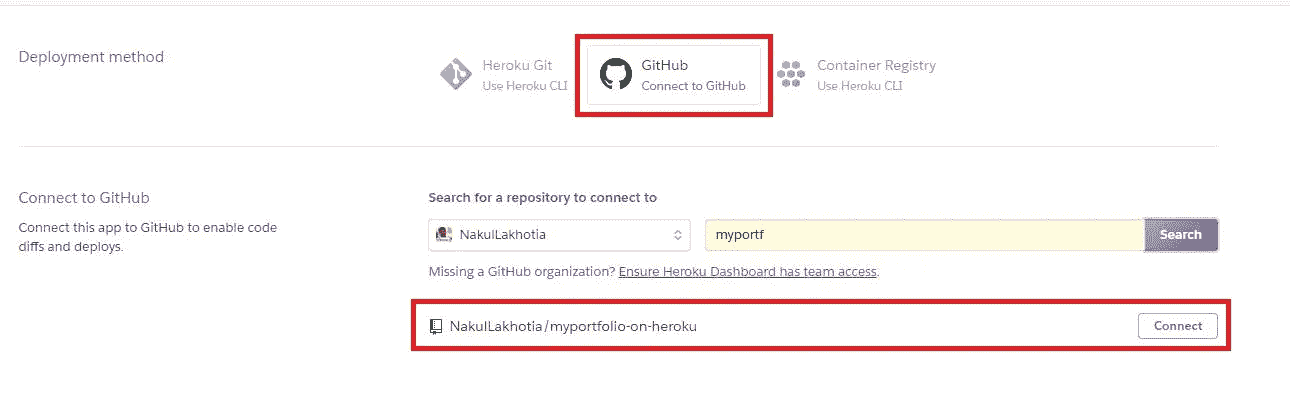 Deployment method
Heroku Git
Use Heroku CLI
GitHub
Connect to GitHub
Container Registry
Use Heroku CLI
Connect to GitHub
Connect this app to GitHub to enable code
diffs and deploys.
Search for a repository to connect to
NakulLakhotia
myportf
Search
Missing a GitHub organization? Ensure Heroku Dashboard has team access.
NakulLakhotia/myportfolio-on-heroku
Connect